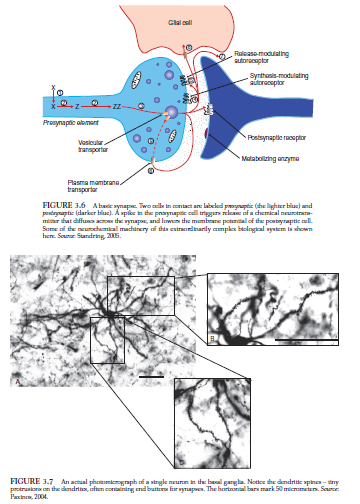 Glial cell
Release-modulating
autoreceptor
Synthesis-modulating
autoreceptor
X
X
Z
ZZ
Presynaptic element
Postsynaptic receptor
Vesicular
transporter
Metabolizing enzyme
Plasma membrane
transporter
FIGURE 3.6 A basic synapse. Two cells in contact are labeled presynaptic (the lighter blue) and
postsynaptic (darker blue). A spike in the presynaptic cell triggers release of a chemical neurotrans-
mitter that diffuses across the synapse, and lowers the membrane potential of the postsynaptic cell.
Some of the neurochemical machinery of this extraordinarily complex biological system is shown
here. Source: Standring, 2005.
A
B
FIGURE 3.7 An actual photomicrograph of a single neuron in the basal ganglia. Notice the dendritic spines – tiny
protrusions on the dendrites, often containing end buttons for synapses. The horizontal bars mark 50 micrometers. Source:
Paxinos, 2004.